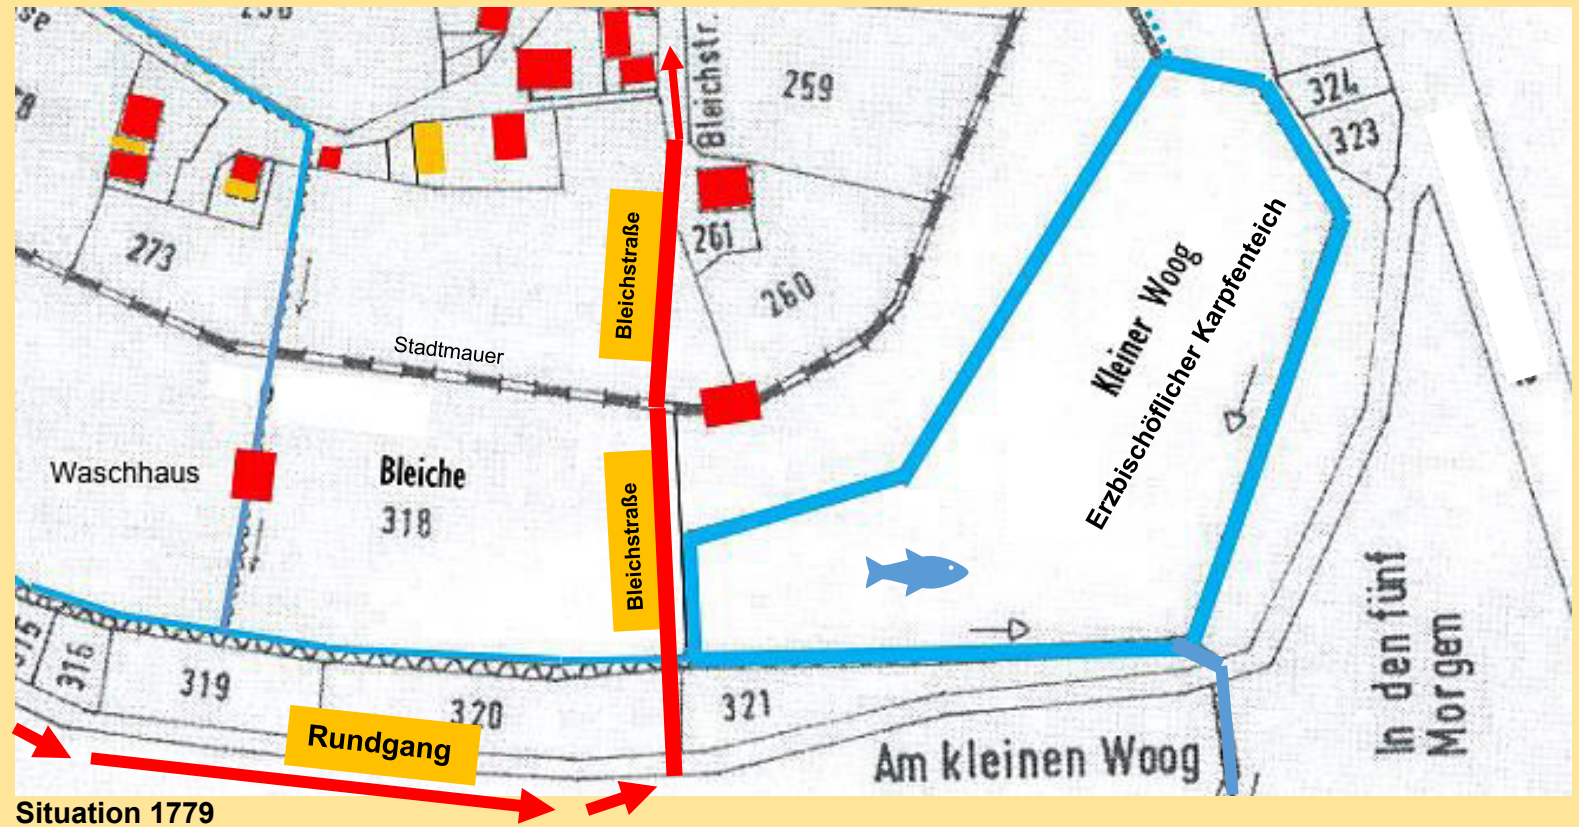 Bleichstr.
259
324
323
273
261
260
Bleichstraße
Stadtmauer
Kleiner Woog
Erzbischöflicher Karpfenteich
Waschhaus
Bleiche
318
Bleichstraße
316
319
320
321
Rundgang
Am kleinen Woog
In den fünf
Morgen
Situation 1779